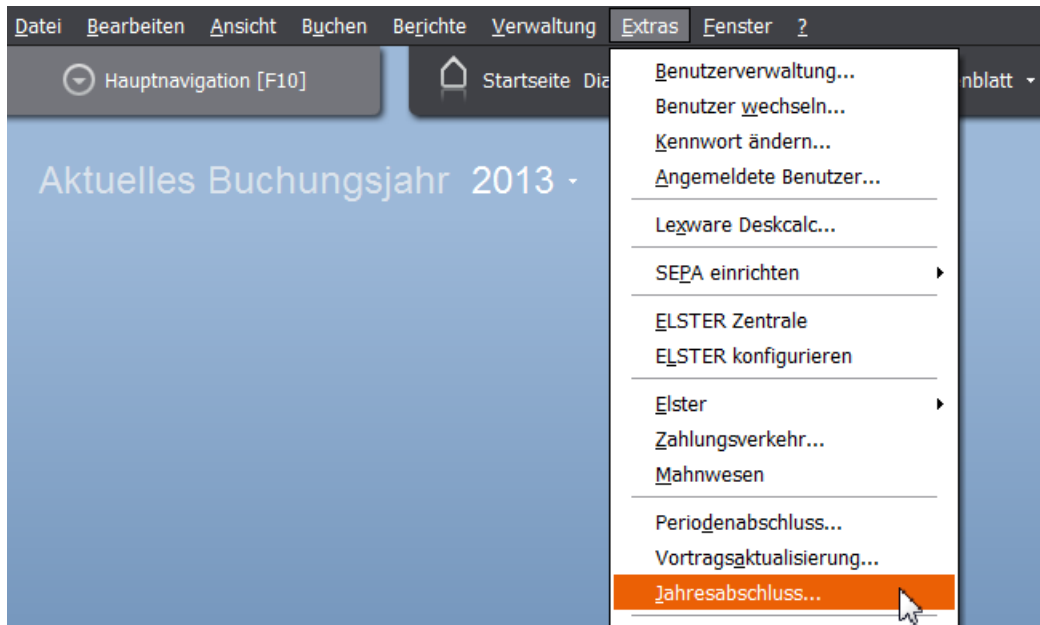 Datei Bearbeiten Ansicht Buchen Berichte Verwaltung Extras Fenster ?
Hauptnavigation [F10] Startseite Dia nblatt
Aktuelles Buchungsjahr 2013
Benutzerverwaltung...
Benutzer wechseln...
Kennwort ändern...
Angemeldete Benutzer...
Lexware Deskcalc...
SEPA einrichten
ELSTER Zentrale
ELSTER konfigurieren
Elster
Zahlungsverkehr...
Mahnwesen
Periodenabschluss...
Vortragsaktualisierung...
Jahresabschluss...